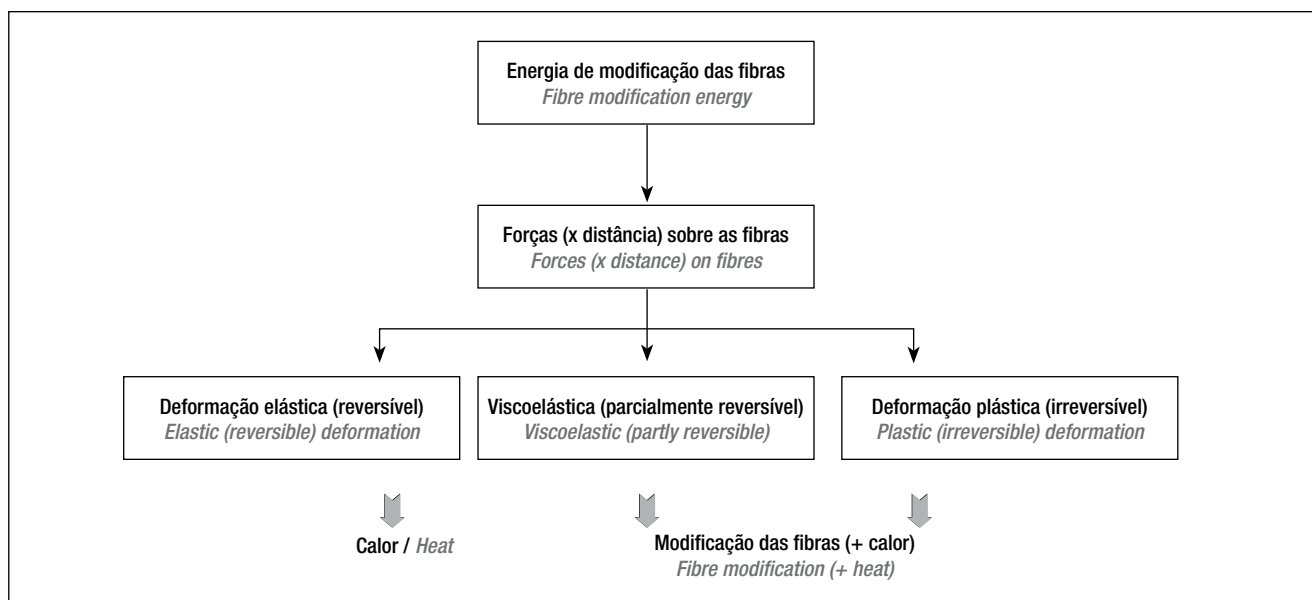 Energia de modificação das fibras
Fibre modification energy
Forças (x distância) sobre as fibras
Forces (x distance) on fibres
Deformação elástica (reversível)
Elastic (reversible) deformation
Viscoelástica (parcialmente reversível)
Viscoelastic (partly reversible)
Deformação plástica (irreversível)
Plastic (irreversible) deformation
Calor / Heat
Modificação das fibras (+ calor)
Fibre modification (+ heat)